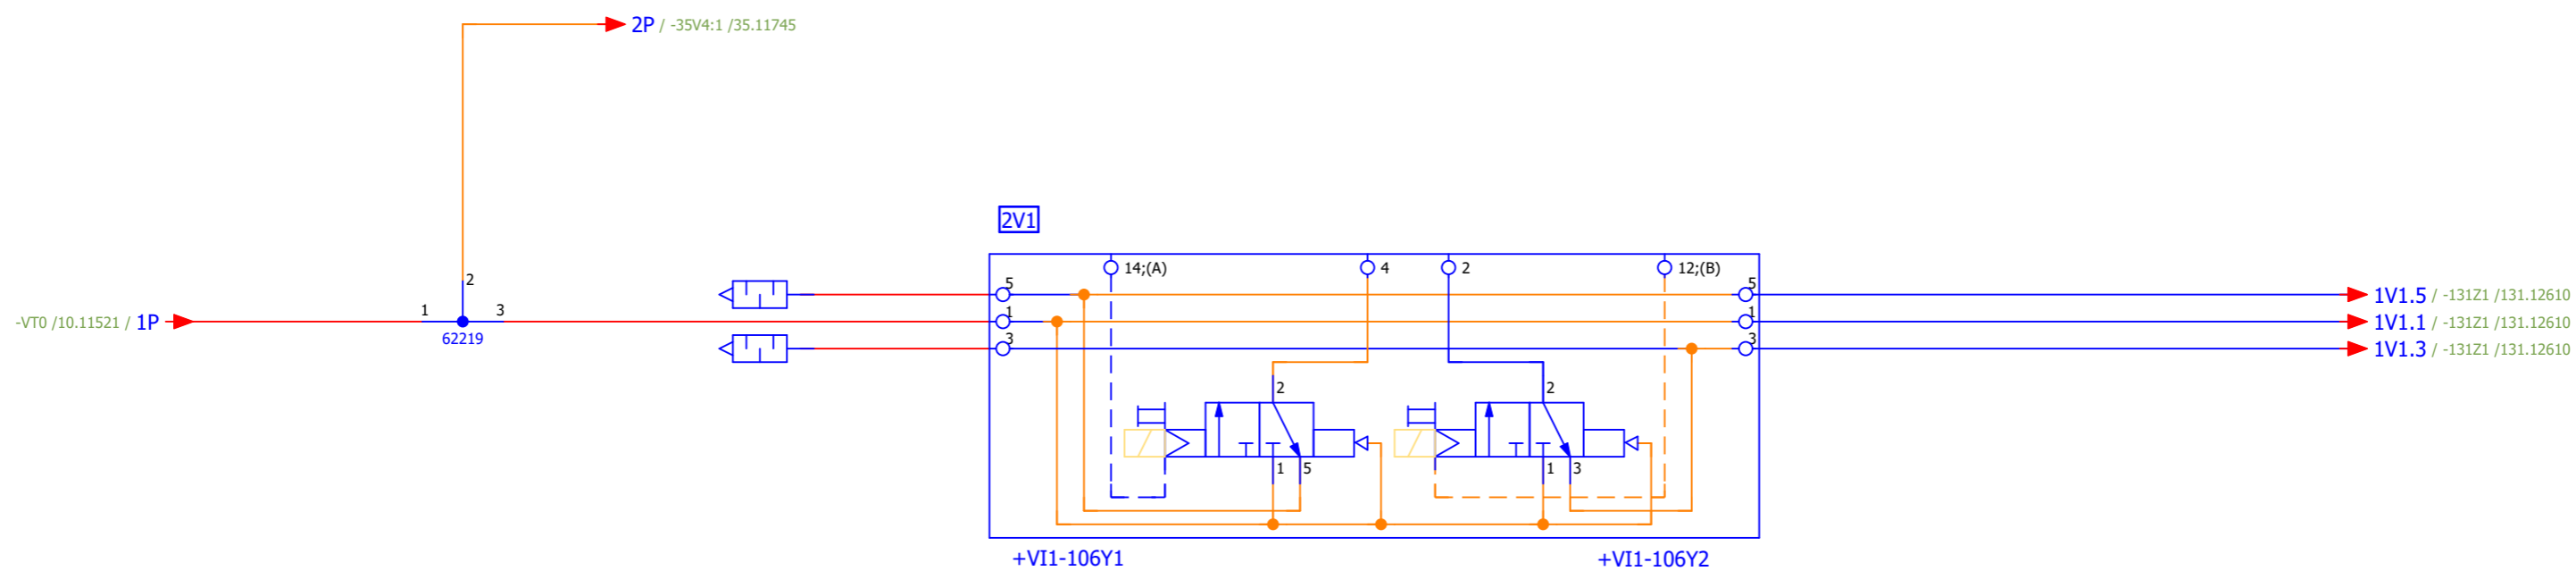 2P / -35V4:1 /35.11745
2V1
2
14;(A)
4
2
12;(B)
5
5
1V1.5 / -131Z1 /131.12610
-VT0 /10.11521 / 1P
1
3
62219
1
1
1V1.1 / -131Z1 /131.12610
3
3
1V1.3 / -131Z1 /131.12610
2
2
1
5
1
3
+VI1-106Y1
+VI1-106Y2